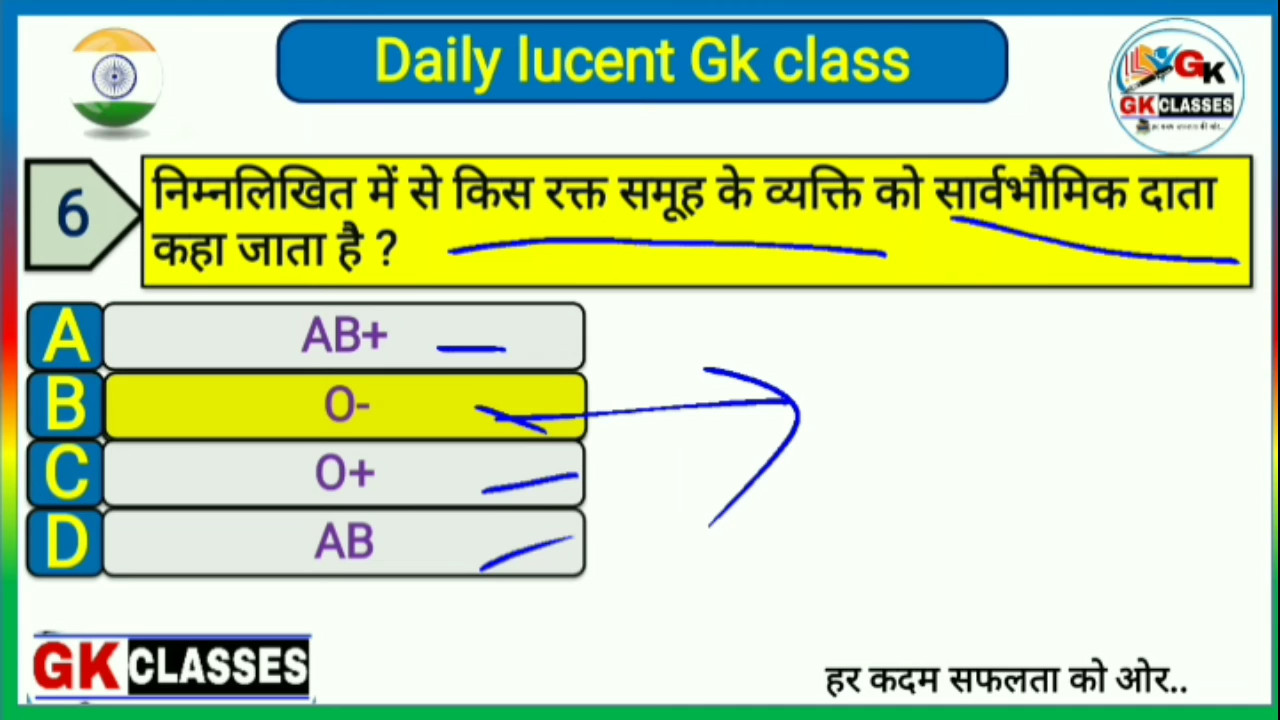 Daily lucent Gk class
GK
GK CLASSES
6
निम्नलिखित में से किस रक्त समूह के व्यक्ति को सार्वभौमिक दाता
कहा जाता है ?
A AB+
B O-
C O+
D AB
GK CLASSES
हर कदम सफलता को ओर..